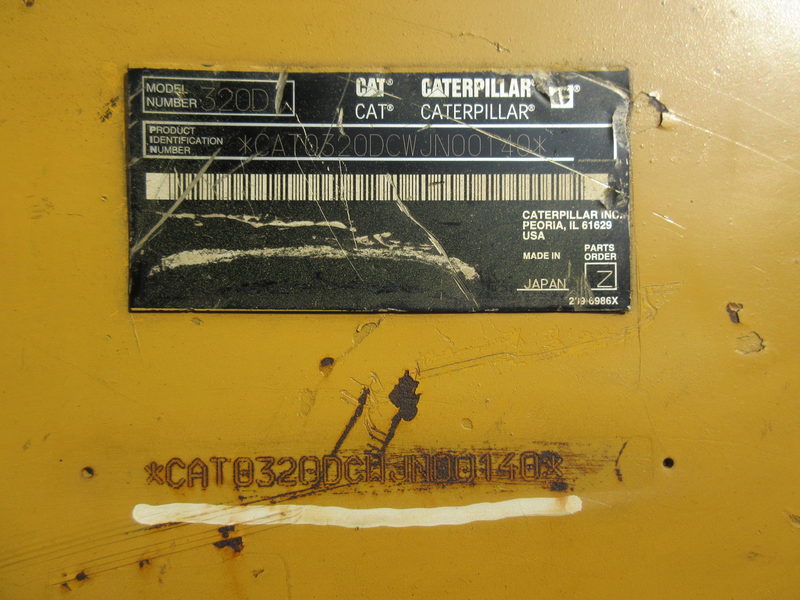 MODEL NUMBER 320D
CAT® CATERPILLAR®
CAT® CATERPILLAR®
PRODUCT IDENTIFICATION NUMBER *CAT0320DCWJN00140*
CATERPILLAR INC.
PEORIA, IL 61629
USA
MADE IN JAPAN
PARTS ORDER Z
*CAT0320DCWJN00140*